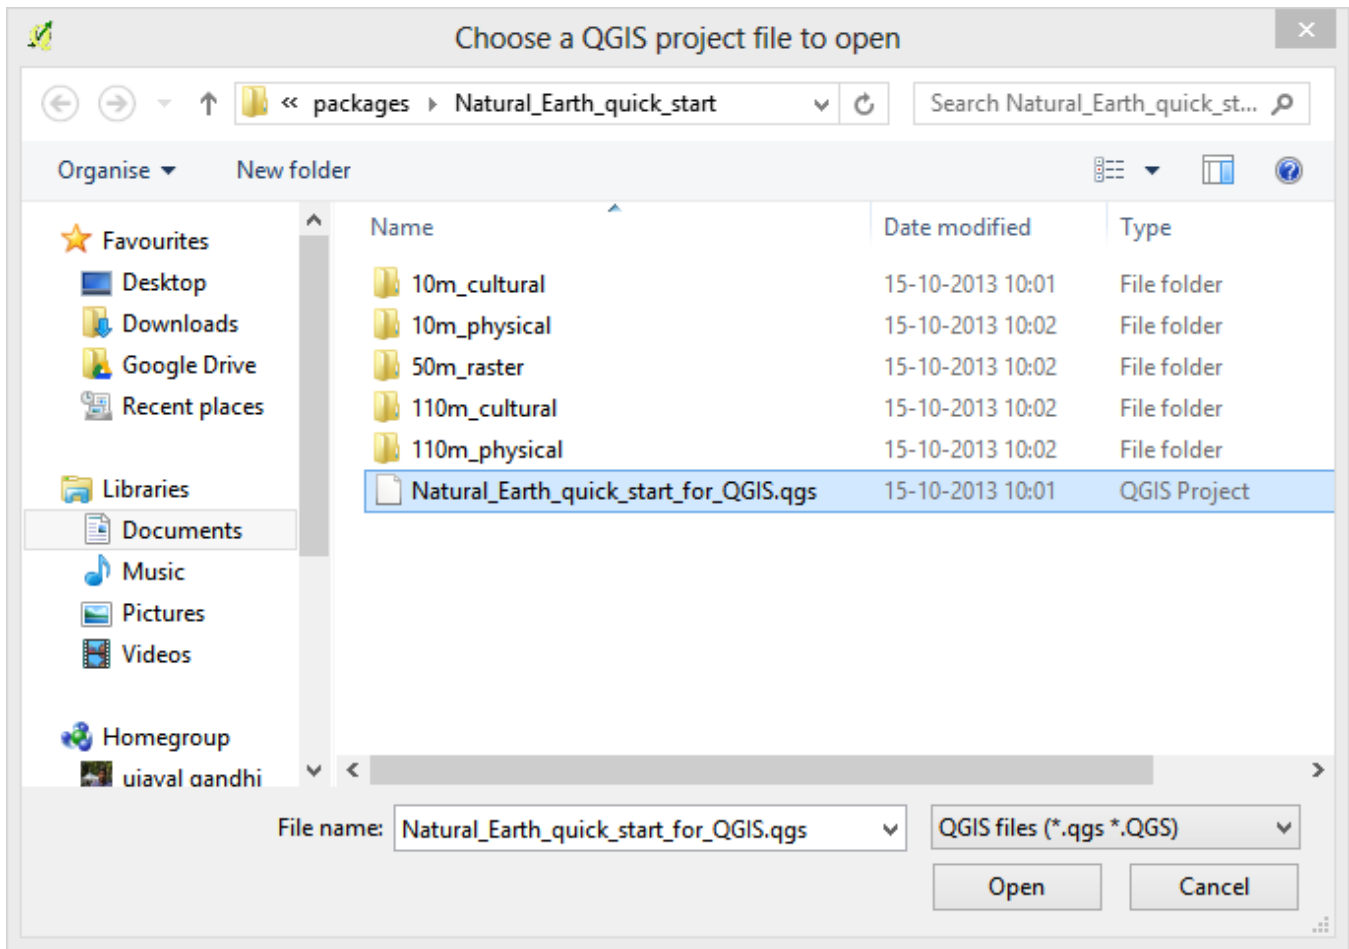 Choose a QGIS project file to open
« packages Natural_Earth_quick_start
Search Natural_Earth_quick_st...
Organise New folder
Name Date modified Type
Favourites
Desktop
Downloads
Google Drive
Recent places
Libraries
Documents
Music
Pictures
Videos
Homegroup
ujaval gandhi
10m_cultural 15-10-2013 10:01 File folder
10m_physical 15-10-2013 10:02 File folder
50m_raster 15-10-2013 10:02 File folder
110m_cultural 15-10-2013 10:02 File folder
110m_physical 15-10-2013 10:02 File folder
Natural_Earth_quick_start_for_QGIS.qgs 15-10-2013 10:01 QGIS Project
File name: Natural_Earth_quick_start_for_QGIS.qgs QGIS files (*.qgs *.QGS)
Open Cancel